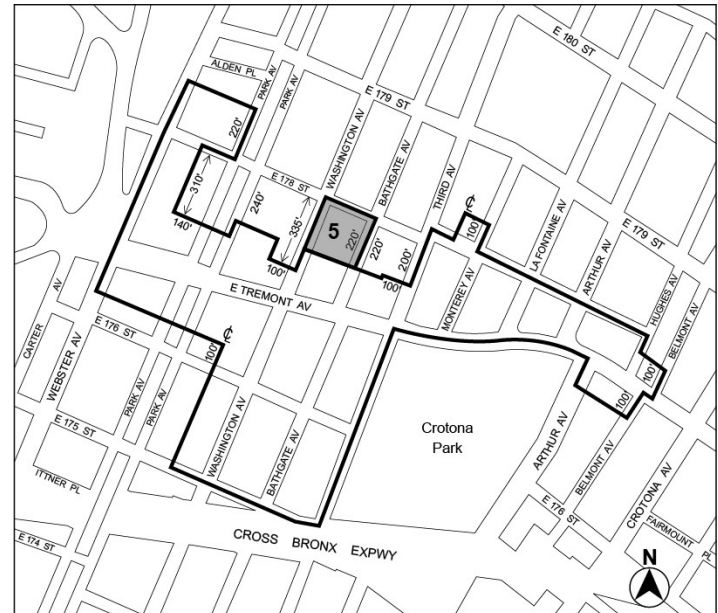 E 180 ST
ALDEN PL
PARK AV
PARK AV
E 179 ST
220'
WASHINGTON AV
BATHGATE AV
THIRD AV
310'
E 178 ST
140'
240'
335'
5
220'
220'
200'
100'
100'
100'
LA FONTAINE AV
ARTHUR AV
E 179 ST
HUGHES AV
BELMONT AV
E TREMONT AV
MONTEREY AV
CARTER AV
WEBSTER AV
E 176 ST
100'
PARK AV
PARK AV
100'
100'
E 175 ST
WASHINGTON AV
BATHGATE AV
Crotona
Park
ARTHUR AV
BELMONT AV
CROTONA AV
ITTNER PL
E 176 ST
FAIRMOUNT PL
E 174 ST
CROSS BRONX EXPWY
N